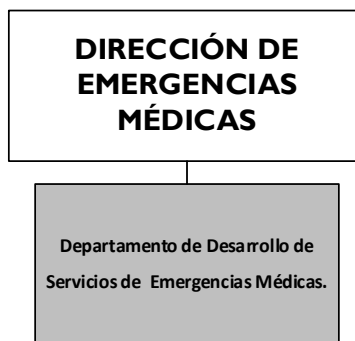 DIRECCIÓN DE
EMERGENCIAS
MÉDICAS
Departamento de Desarrollo de
Servicios de Emergencias Médicas.